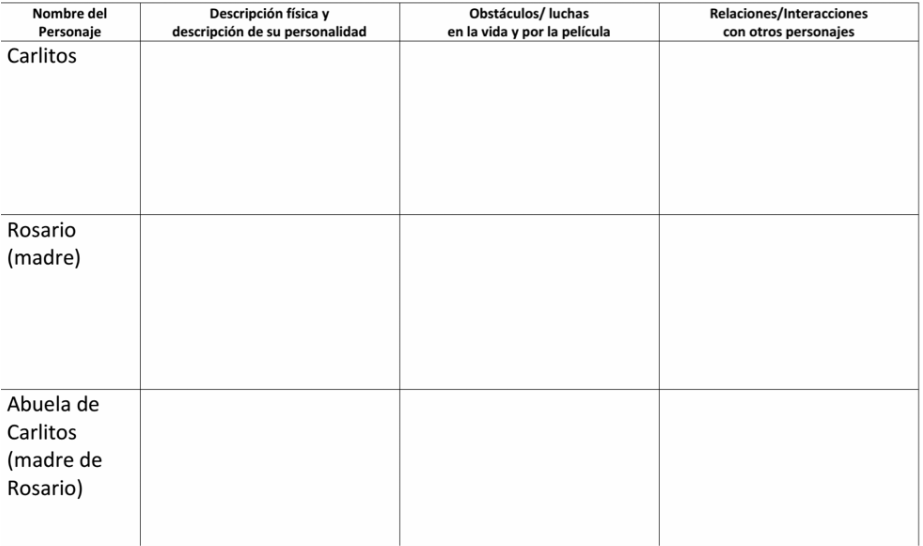 Nombre del
Personaje
Descripción física y
descripción de su personalidad
Obstáculos/ luchas
en la vida y por la película
Relaciones/Interacciones
con otros personajes
Carlitos
Rosario
(madre)
Abuela de
Carlitos
(madre de
Rosario)